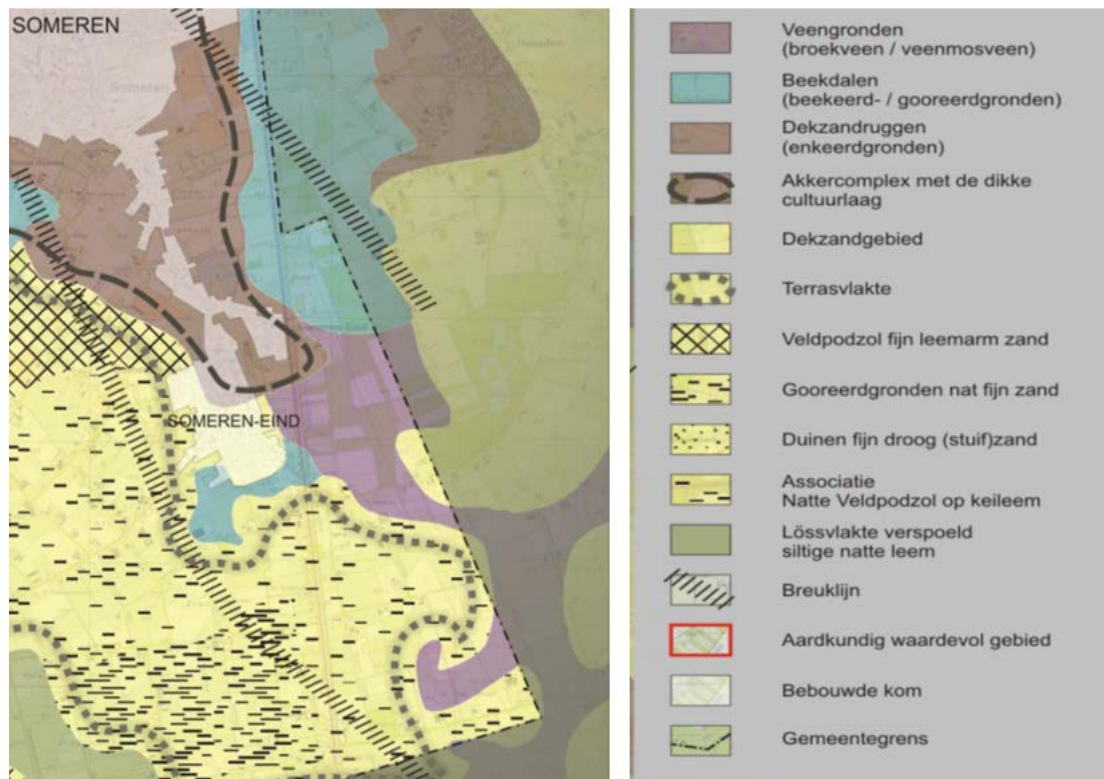 SOMEREN
Someren
SOMEREN-EIND
Veengronden
(broekveen / veenmosveen)
Beekdalen
(beekeerd- / gooreerdgronden)
Dekzandruggen
(enkeerdgronden)
Akkercomplex met de dikke
cultuurlaag
Dekzandgebied
Terrasvlakte
Veldpodzol fijn leemarm zand
Gooreerdgronden nat fijn zand
Duinen fijn droog (stuif)zand
Associatie
Natte Veldpodzol op keileem
Lössvlakte verspoeld
siltige natte leem
Breuklijn
Aardkundig waardevol gebied
Bebouwde kom
Gemeentegrens